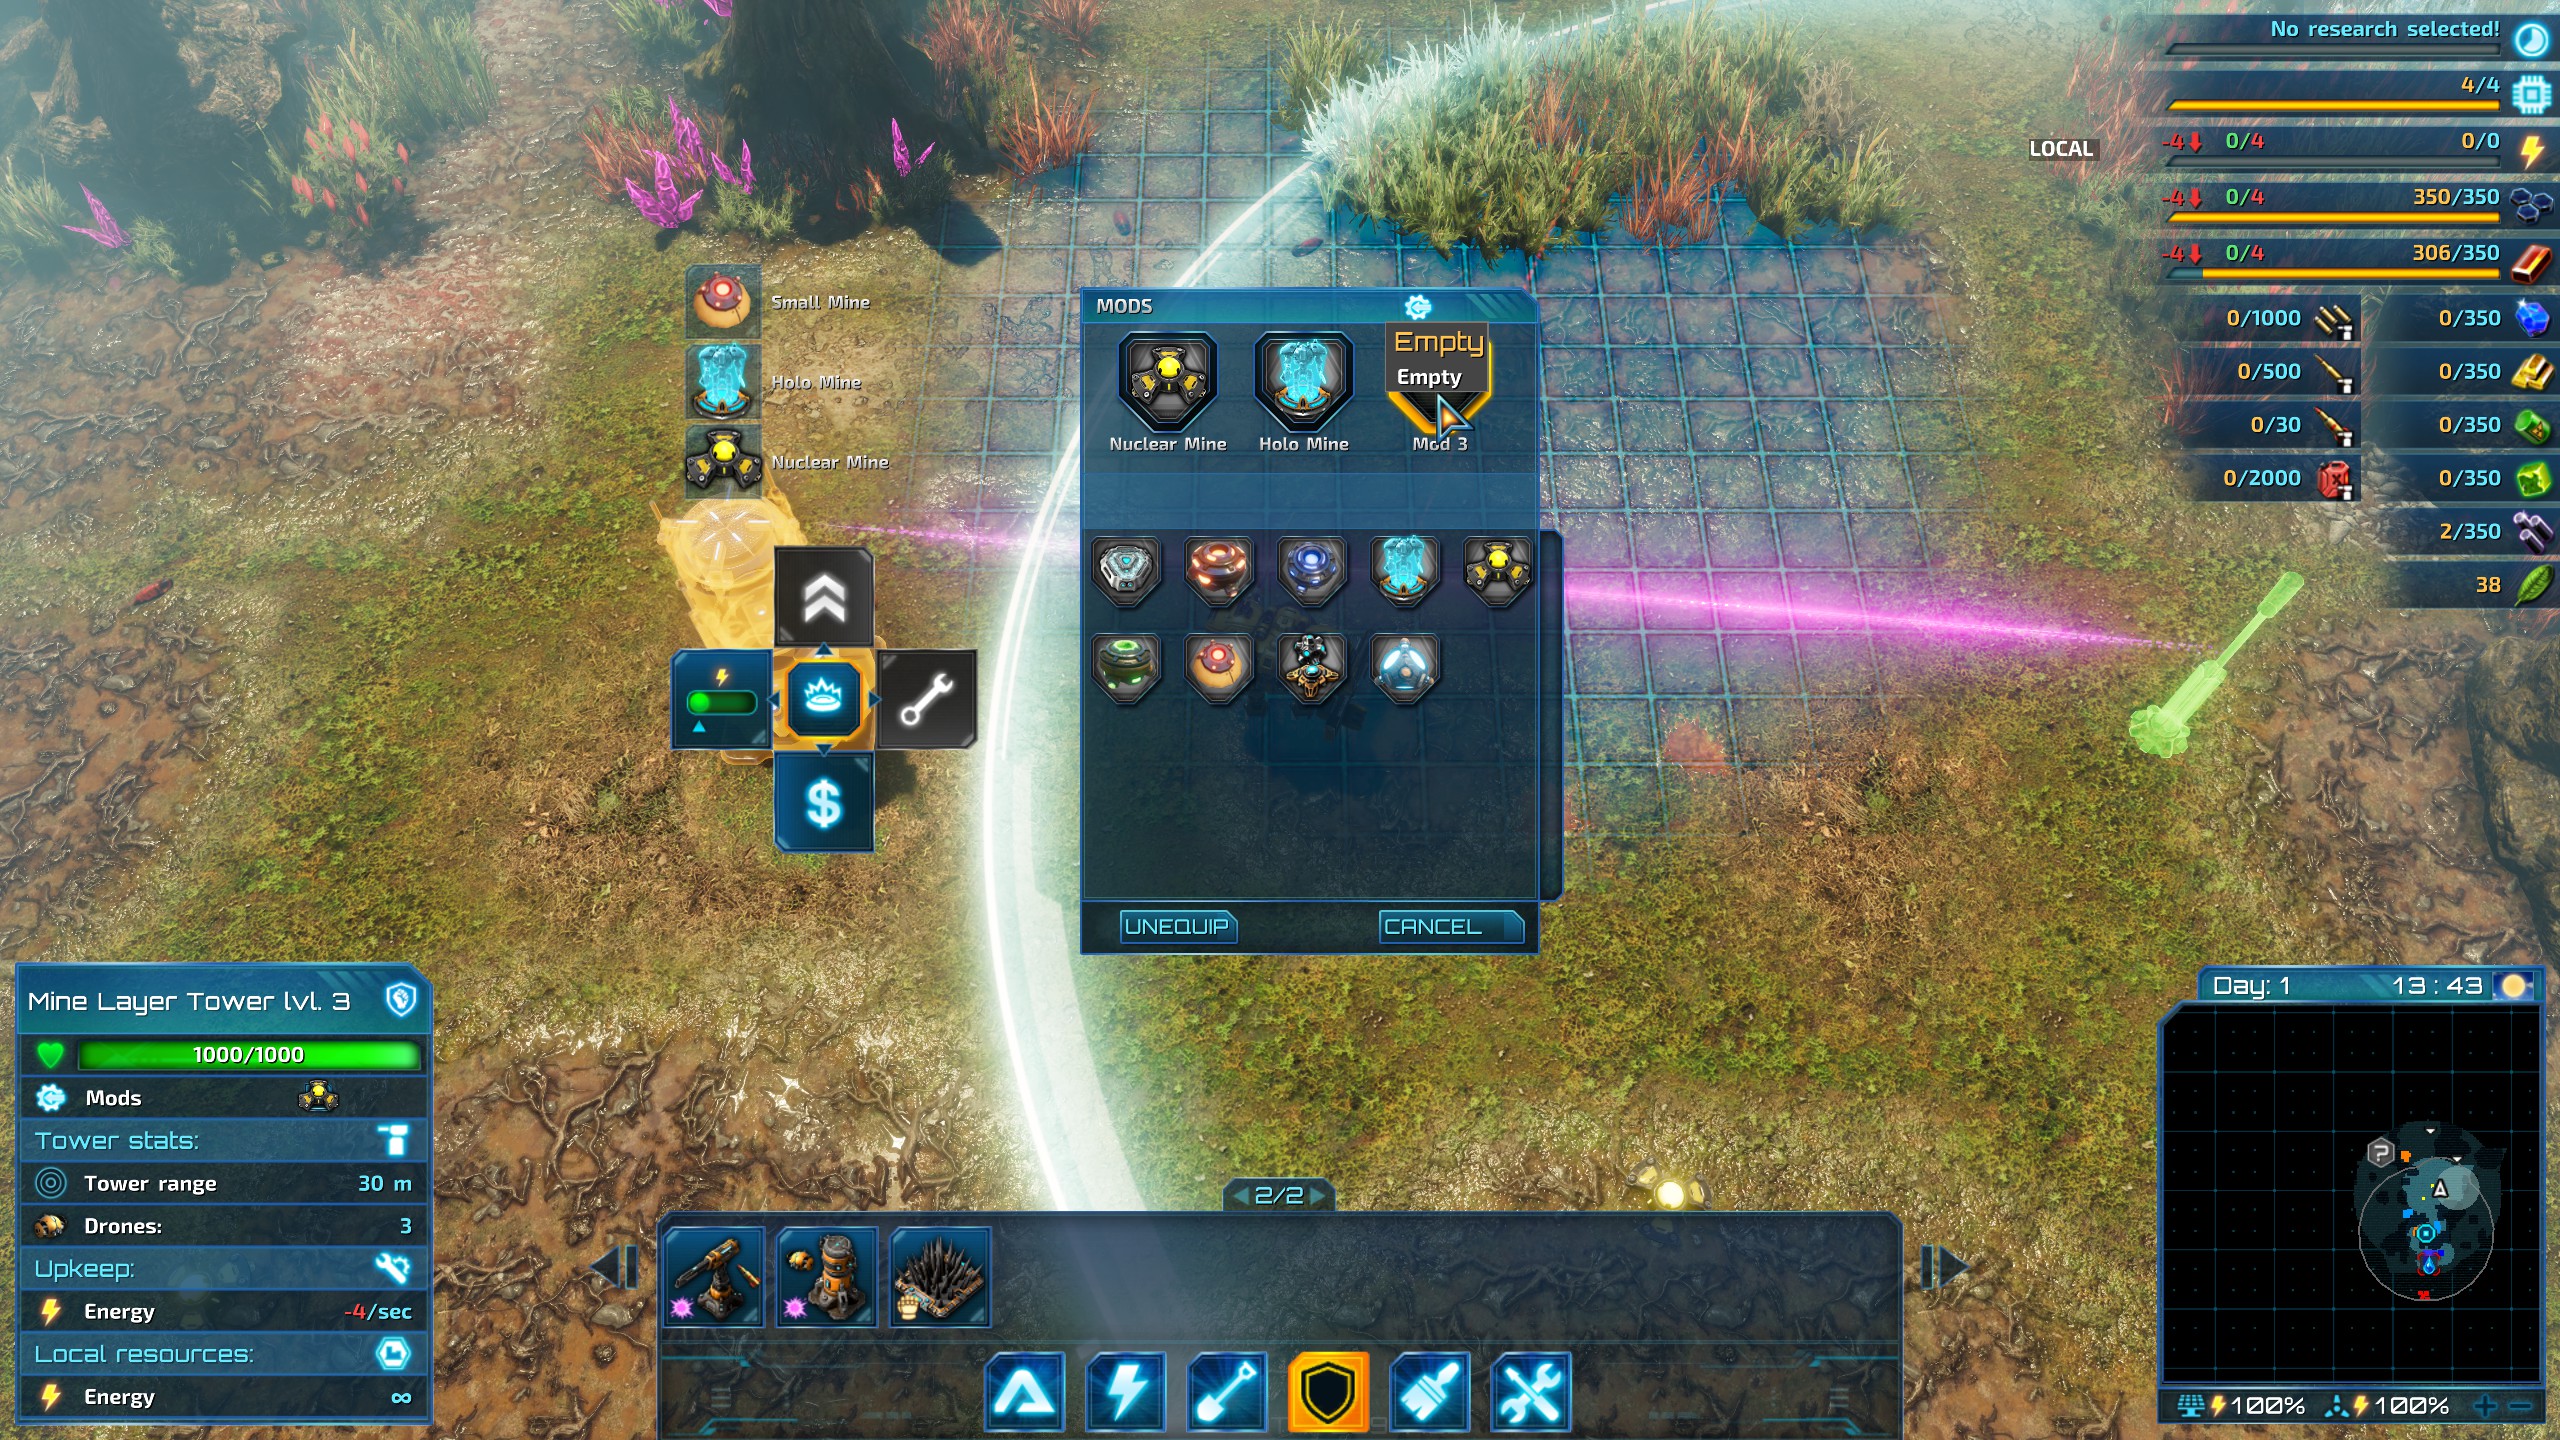 No research selected!
4/4
-4 0/4 0/0
LOCAL
-4 0/4 350/350
-4 0/4 306/350
0/1000 0/350
0/500 0/350
0/30 0/350
0/2000 0/350
2/350
38
Small Mine
Holo Mine
Nuclear Mine
MODS
Empty
Empty
Nuclear Mine Holo Mine Mod 3
UNEQUIP CANCEL
$
Mine Layer Tower lvl. 3
1000/1000
Mods
Tower stats:
Tower range 30 m
Drones: 3
Upkeep:
Energy -4/sec
Local resources:
Energy ∞
2/2
Day: 1 13:43
?
100% 100%